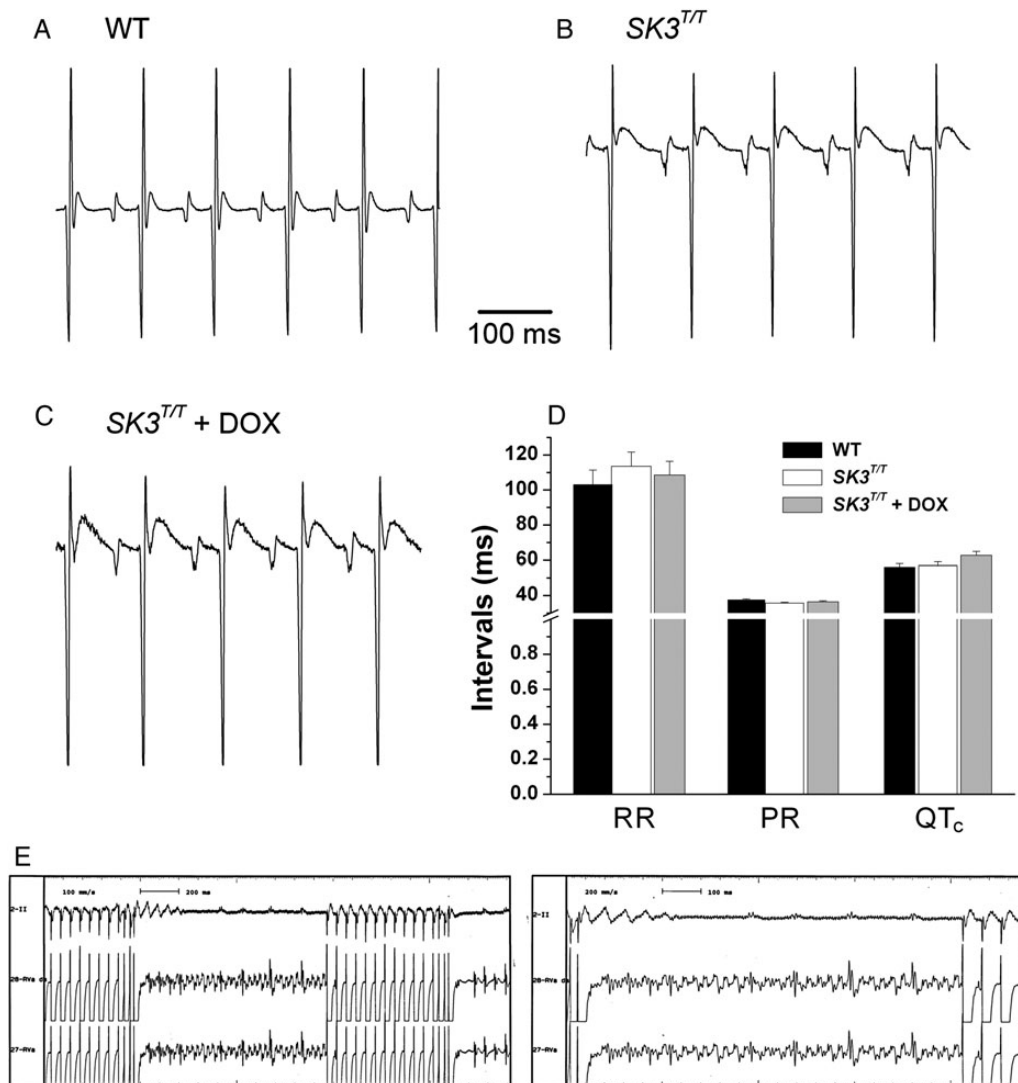 A WT
B SK3T/T
100 ms
C SK3T/T + DOX
D
WT
SK3T/T
SK3T/T + DOX
Intervals (ms)
120
100
80
60
40
0.8
0.6
0.4
0.2
0.0
RR PR QTc
E
100 mm/s 200 ms
2-II
28-RVa d
27-RVa
200 mm/s 100 ms
2-II
28-RVa d
27-RVa